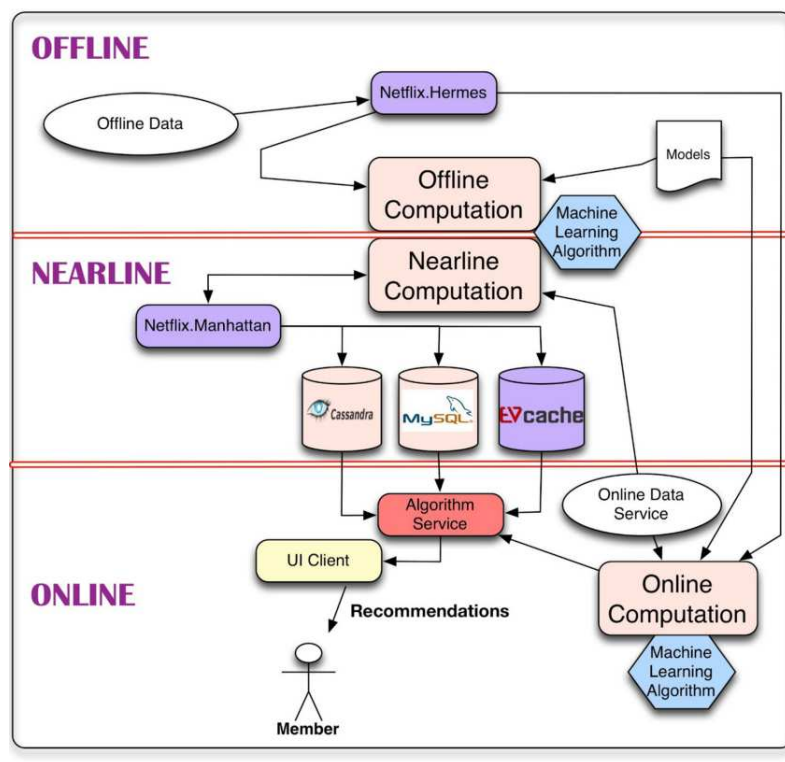 OFFLINE
Netflix.Hermes
Offline Data
Models
Offline
Computation
Machine
Learning
Algorithm
NEARLINE
Nearline
Computation
Netflix.Manhattan
Cassandra
MySQL
EVcache
Algorithm
Service
Online Data
Service
UI Client
ONLINE
Online
Computation
Recommendations
Machine
Learning
Algorithm
Member